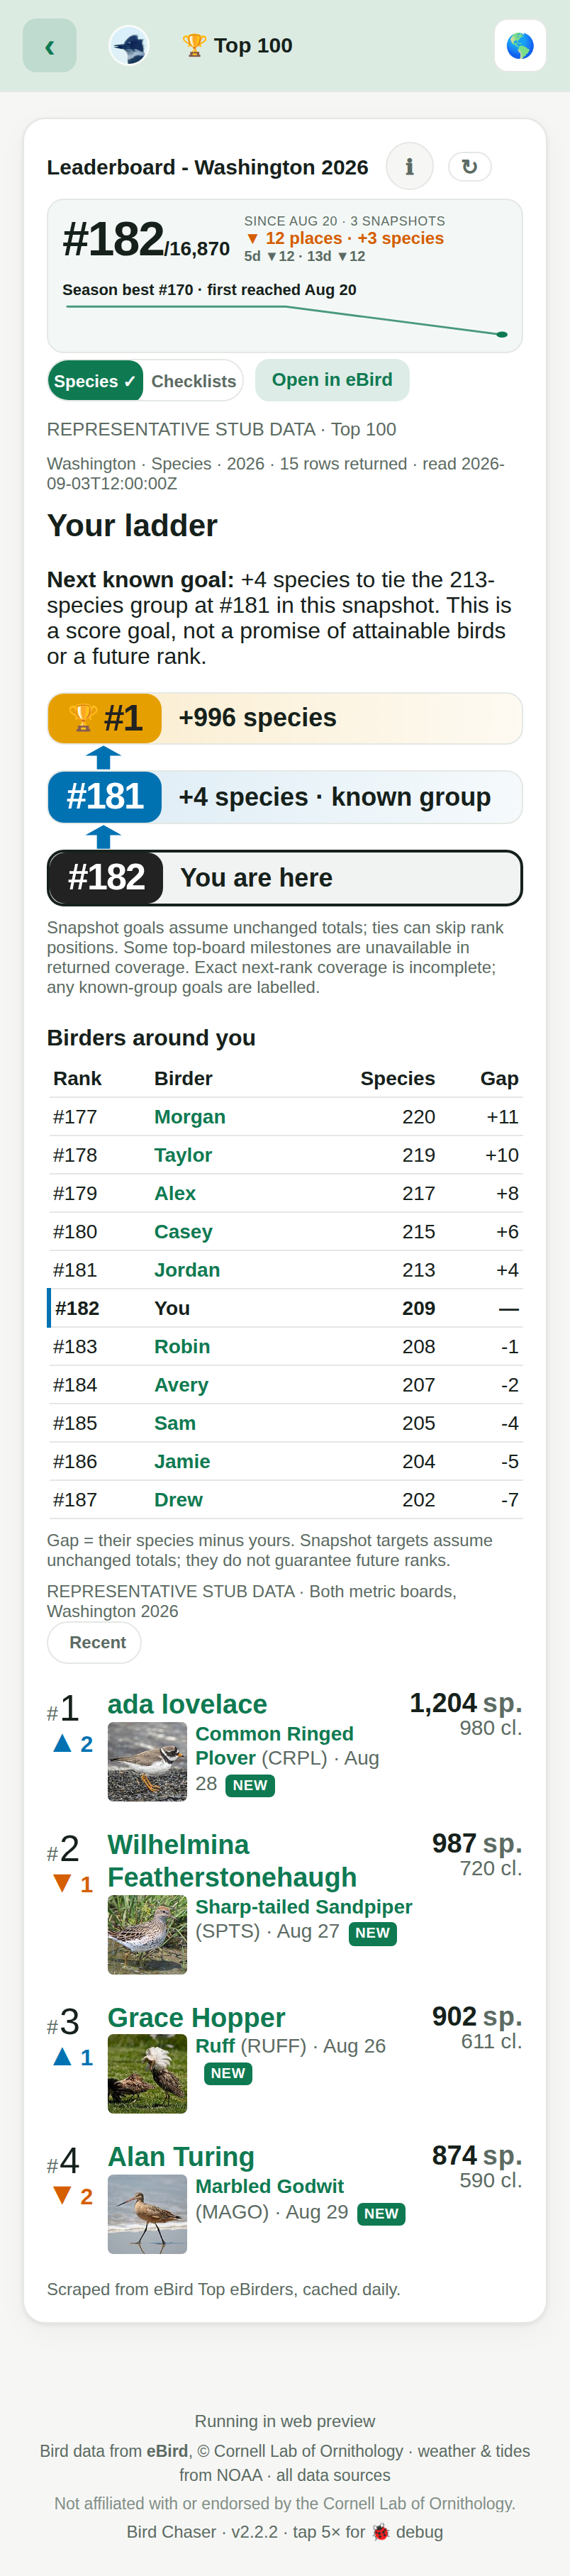 ‹ 🏆 Top 100 🌎
Leaderboard - Washington 2026 ℹ ↻
#182/16,870
SINCE AUG 20 · 3 SNAPSHOTS
▼ 12 places · +3 species
5d ▼12 · 13d ▼12
Season best #170 · first reached Aug 20
Species ✓ Checklists Open in eBird
REPRESENTATIVE STUB DATA · Top 100
Washington · Species · 2026 · 15 rows returned · read 2026-
09-03T12:00:00Z
Your ladder
Next known goal: +4 species to tie the 213-
species group at #181 in this snapshot. This is
a score goal, not a promise of attainable birds
or a future rank.
🏆 #1 +996 species
#181 +4 species · known group
#182 You are here
Snapshot goals assume unchanged totals; ties can skip rank
positions. Some top-board milestones are unavailable in
returned coverage. Exact next-rank coverage is incomplete;
any known-group goals are labelled.
Birders around you
Rank Birder Species Gap
#177 Morgan 220 +11
#178 Taylor 219 +10
#179 Alex 217 +8
#180 Casey 215 +6
#181 Jordan 213 +4
#182 You 209 —
#183 Robin 208 -1
#184 Avery 207 -2
#185 Sam 205 -4
#186 Jamie 204 -5
#187 Drew 202 -7
Gap = their species minus yours. Snapshot targets assume
unchanged totals; they do not guarantee future ranks.
REPRESENTATIVE STUB DATA · Both metric boards,
Washington 2026
Recent
#1 ada lovelace 1,204 sp.
▲ 2 980 cl.
Common Ringed
Plover (CRPL) · Aug
28 NEW
#2 Wilhelmina 987 sp.
Featherstonehaugh 720 cl.
▼ 1
Sharp-tailed Sandpiper
(SPTS) · Aug 27 NEW
#3 Grace Hopper 902 sp.
▲ 1 611 cl.
Ruff (RUFF) · Aug 26
NEW
#4 Alan Turing 874 sp.
▼ 2 590 cl.
Marbled Godwit
(MAGO) · Aug 29 NEW
Scraped from eBird Top eBirders, cached daily.
Running in web preview
Bird data from eBird, © Cornell Lab of Ornithology · weather & tides
from NOAA · all data sources
Not affiliated with or endorsed by the Cornell Lab of Ornithology.
Bird Chaser · v2.2.2 · tap 5× for 🐞 debug